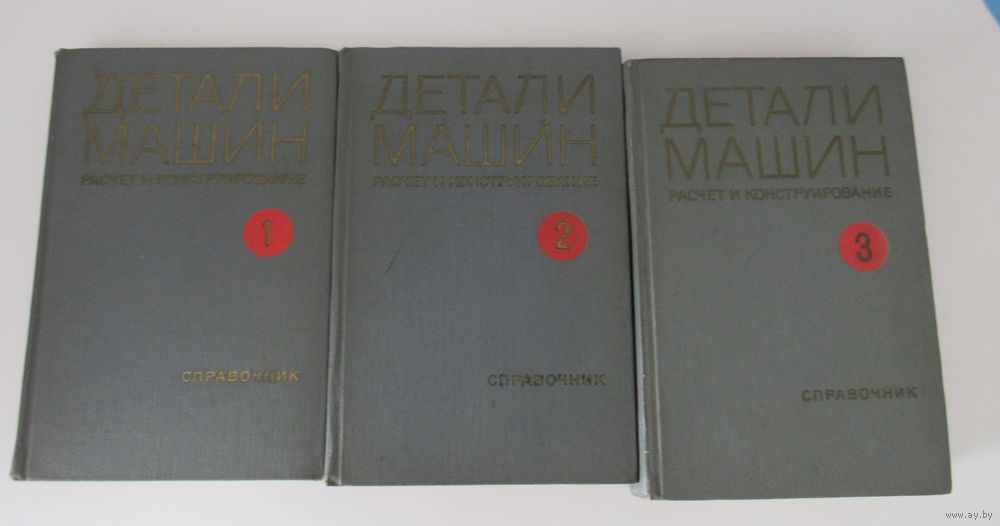 ДЕТАЛИ
МАШИН
РАСЧЕТ И КОНСТРУИРОВАНИЕ
1
СПРАВОЧНИК
ДЕТАЛИ
МАШИН
РАСЧЕТ И КОНСТРУИРОВАНИЕ
2
СПРАВОЧНИК
ДЕТАЛИ
МАШИН
РАСЧЕТ И КОНСТРУИРОВАНИЕ
3
СПРАВОЧНИК
www.ay.by